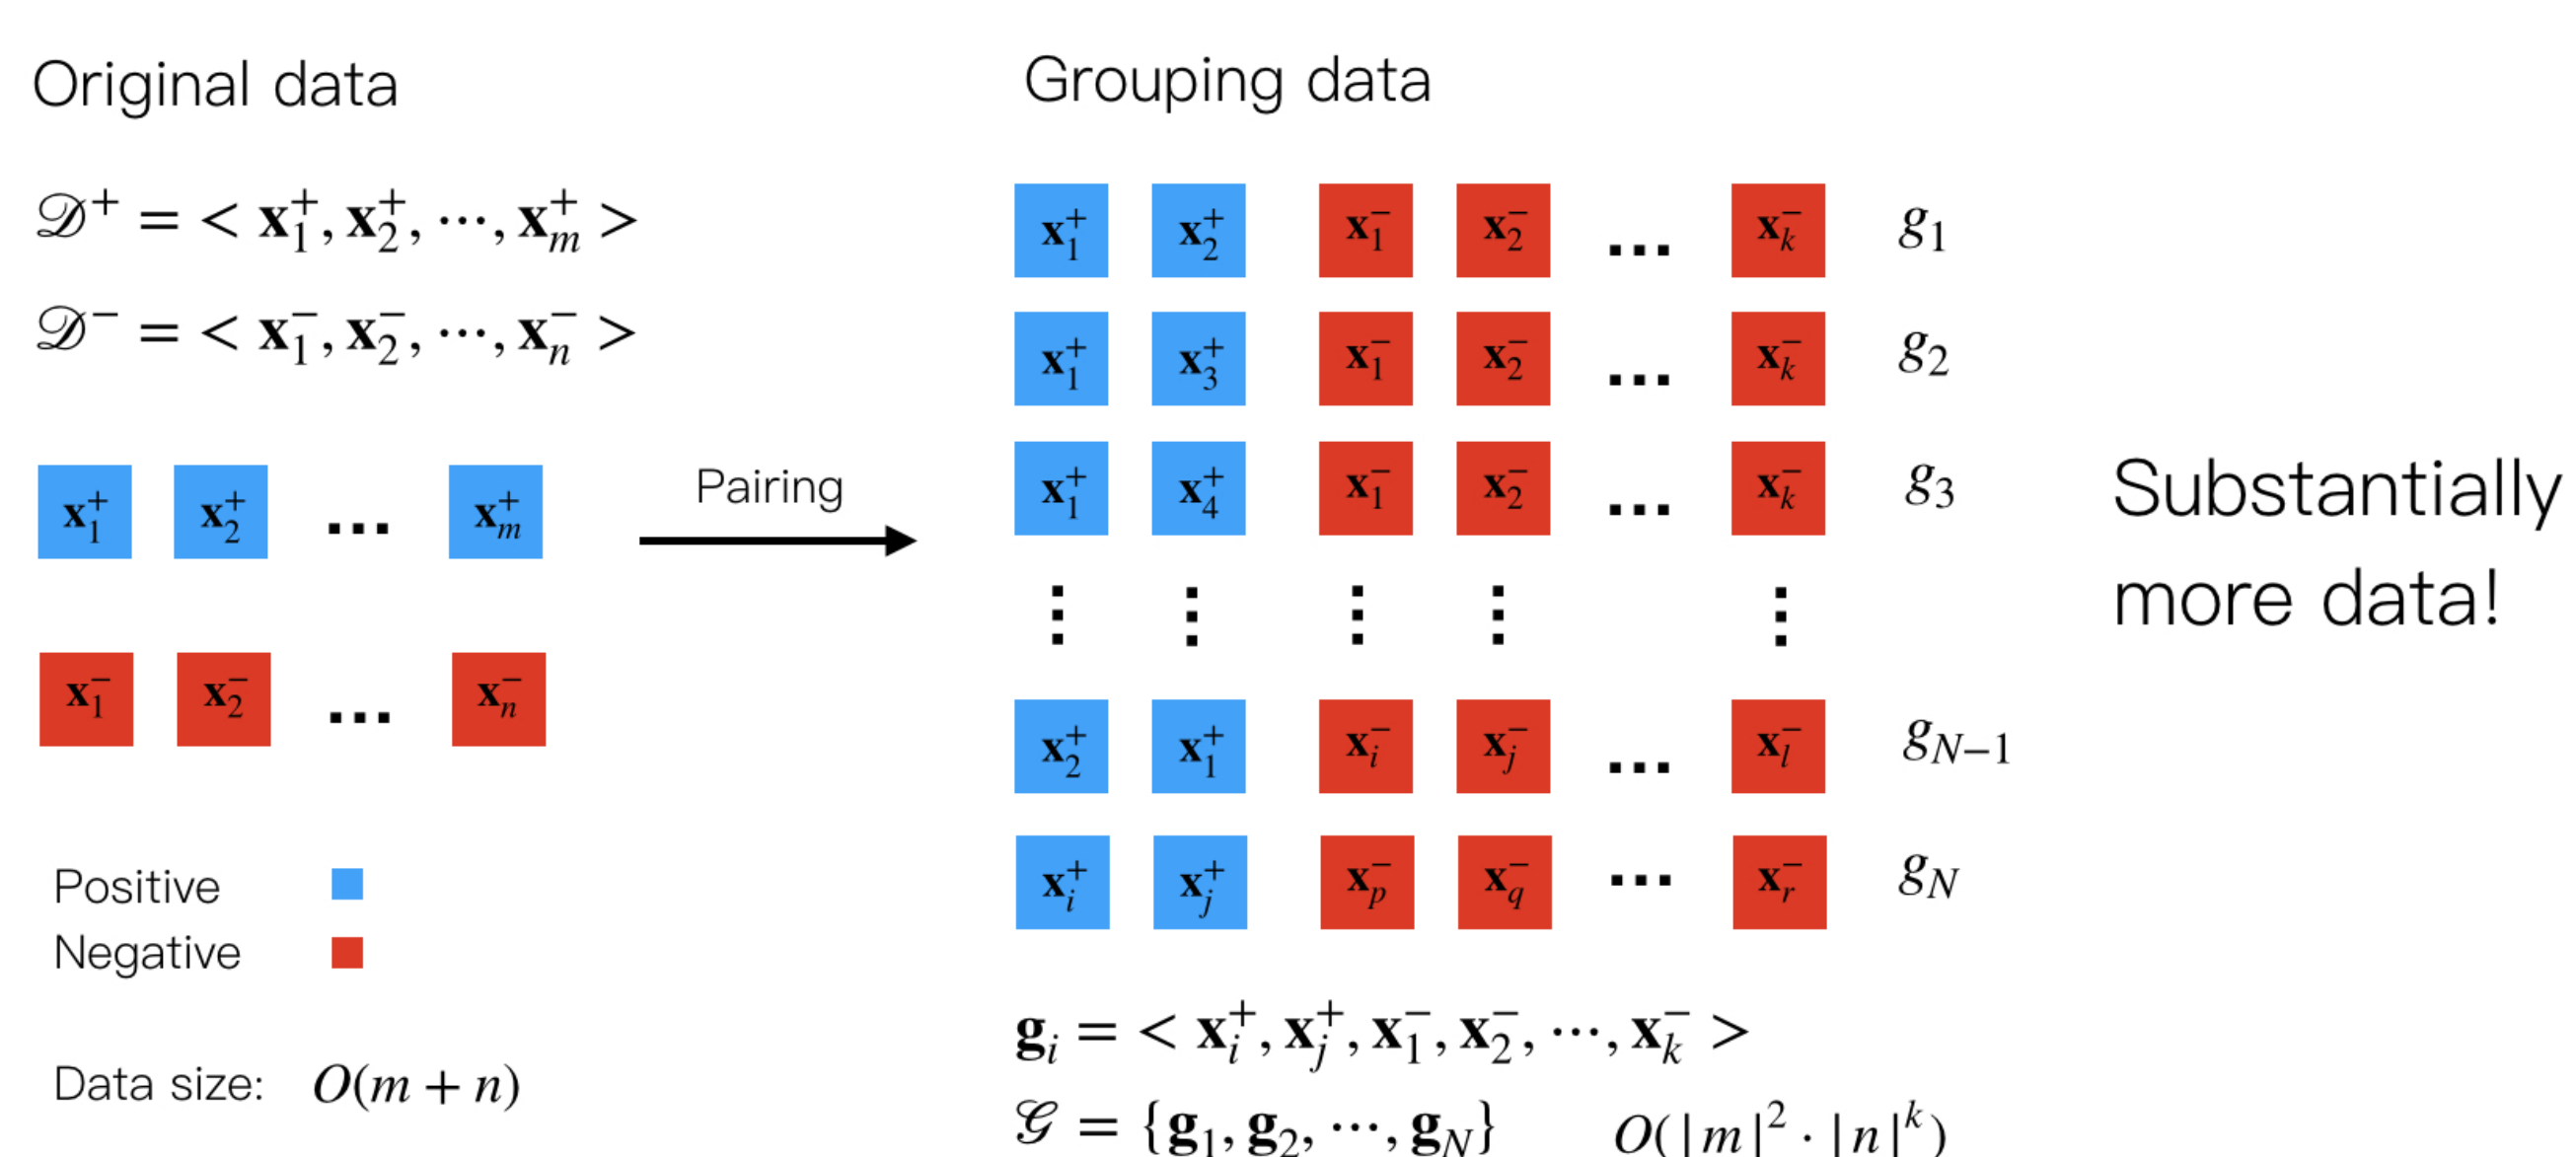 Original data
𝒟⁺ = < x₁⁺, x₂⁺, ⋯, xₘ⁺ >
𝒟⁻ = < x₁⁻, x₂⁻, ⋯, xₙ⁻ >
x₁⁺ x₂⁺ ... xₘ⁺
x₁⁻ x₂⁻ ... xₙ⁻
Positive
Negative
Data size: O(m + n)
Pairing
Grouping data
x₁⁺ x₂⁺ x₁⁻ x₂⁻ ... xₖ⁻ g₁
x₁⁺ x₃⁺ x₁⁻ x₂⁻ ... xₖ⁻ g₂
x₁⁺ x₄⁺ x₁⁻ x₂⁻ ... xₖ⁻ g₃
⋮ ⋮ ⋮ ⋮ ⋮
x₂⁺ x₁⁺ xᵢ⁻ xⱼ⁻ ... xₗ⁻ g_{N−1}
xᵢ⁺ xⱼ⁺ xₚ⁻ x_q⁻ ... xᵣ⁻ g_N
gᵢ = < xᵢ⁺, xⱼ⁺, x₁⁻, x₂⁻, ⋯, xₖ⁻ >
𝒢 = {g₁, g₂, ⋯, g_N} O(|m|² · |n|ᵏ)
Substantially
more data!